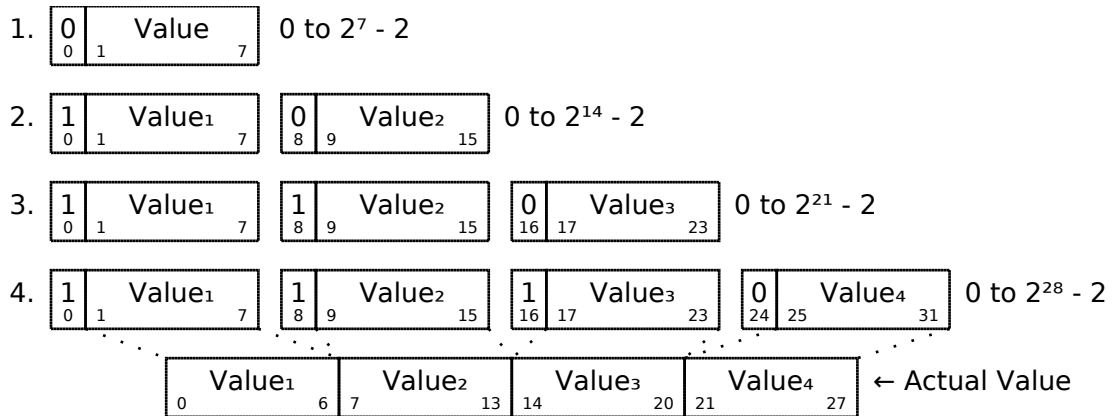 1. 0 Value 0 to 2⁷ - 2
0 1 7
2. 1 Value₁ 0 Value₂ 0 to 2¹⁴ - 2
0 1 7 8 9 15
3. 1 Value₁ 1 Value₂ 0 Value₃ 0 to 2²¹ - 2
0 1 7 8 9 15 16 17 23
4. 1 Value₁ 1 Value₂ 1 Value₃ 0 Value₄ 0 to 2²⁸ - 2
0 1 7 8 9 15 16 17 23 24 25 31
Value₁ Value₂ Value₃ Value₄ ← Actual Value
0 6 7 13 14 20 21 27